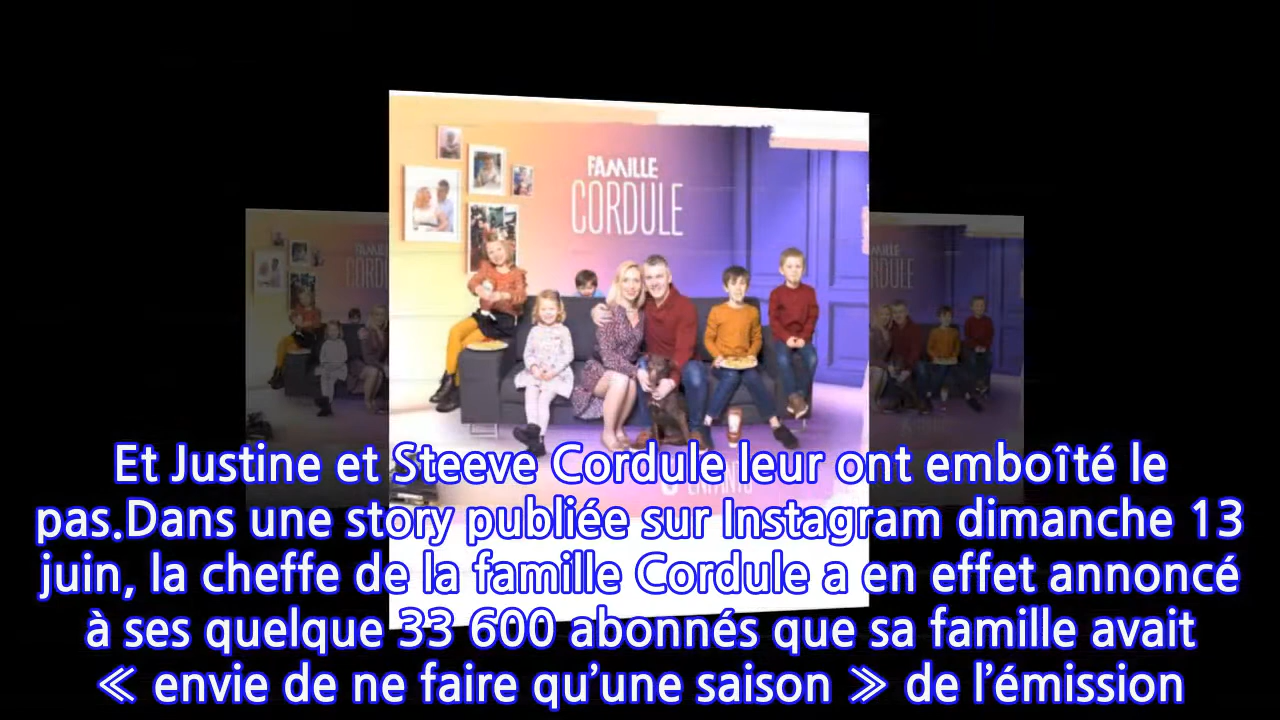 FAMILLE
CORDULE
Et Justine et Steeve Cordule leur ont emboîté le
pas.Dans une story publiée sur Instagram dimanche 13
juin, la cheffe de la famille Cordule a en effet annoncé
à ses quelque 33 600 abonnés que sa famille avait
≪ envie de ne faire qu’une saison ≫ de l’émission